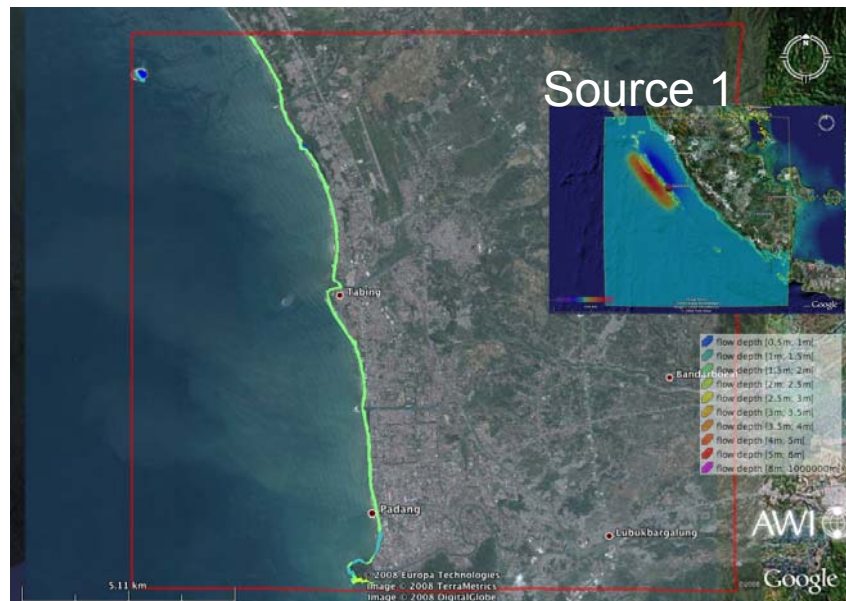 N
Source 1
AWI
Google
Tabing
flow depth [0.5m; 1m[
flow depth [1m; 1.5m[
flow depth [1.5m; 2m[
flow depth [2m; 2.5m[
flow depth [2.5m; 3m[
flow depth [3m; 3.5m[
flow depth [3.5m; 4m[
flow depth [4m; 5m[
flow depth [5m; 8m[
flow depth [8m; 1000000m[
Padang
Lubukbargalung
AWI
5.11 km
© 2008 Europa Technologies
Image © 2008 TerraMetrics
Image © 2008 DigitalGlobe
Google